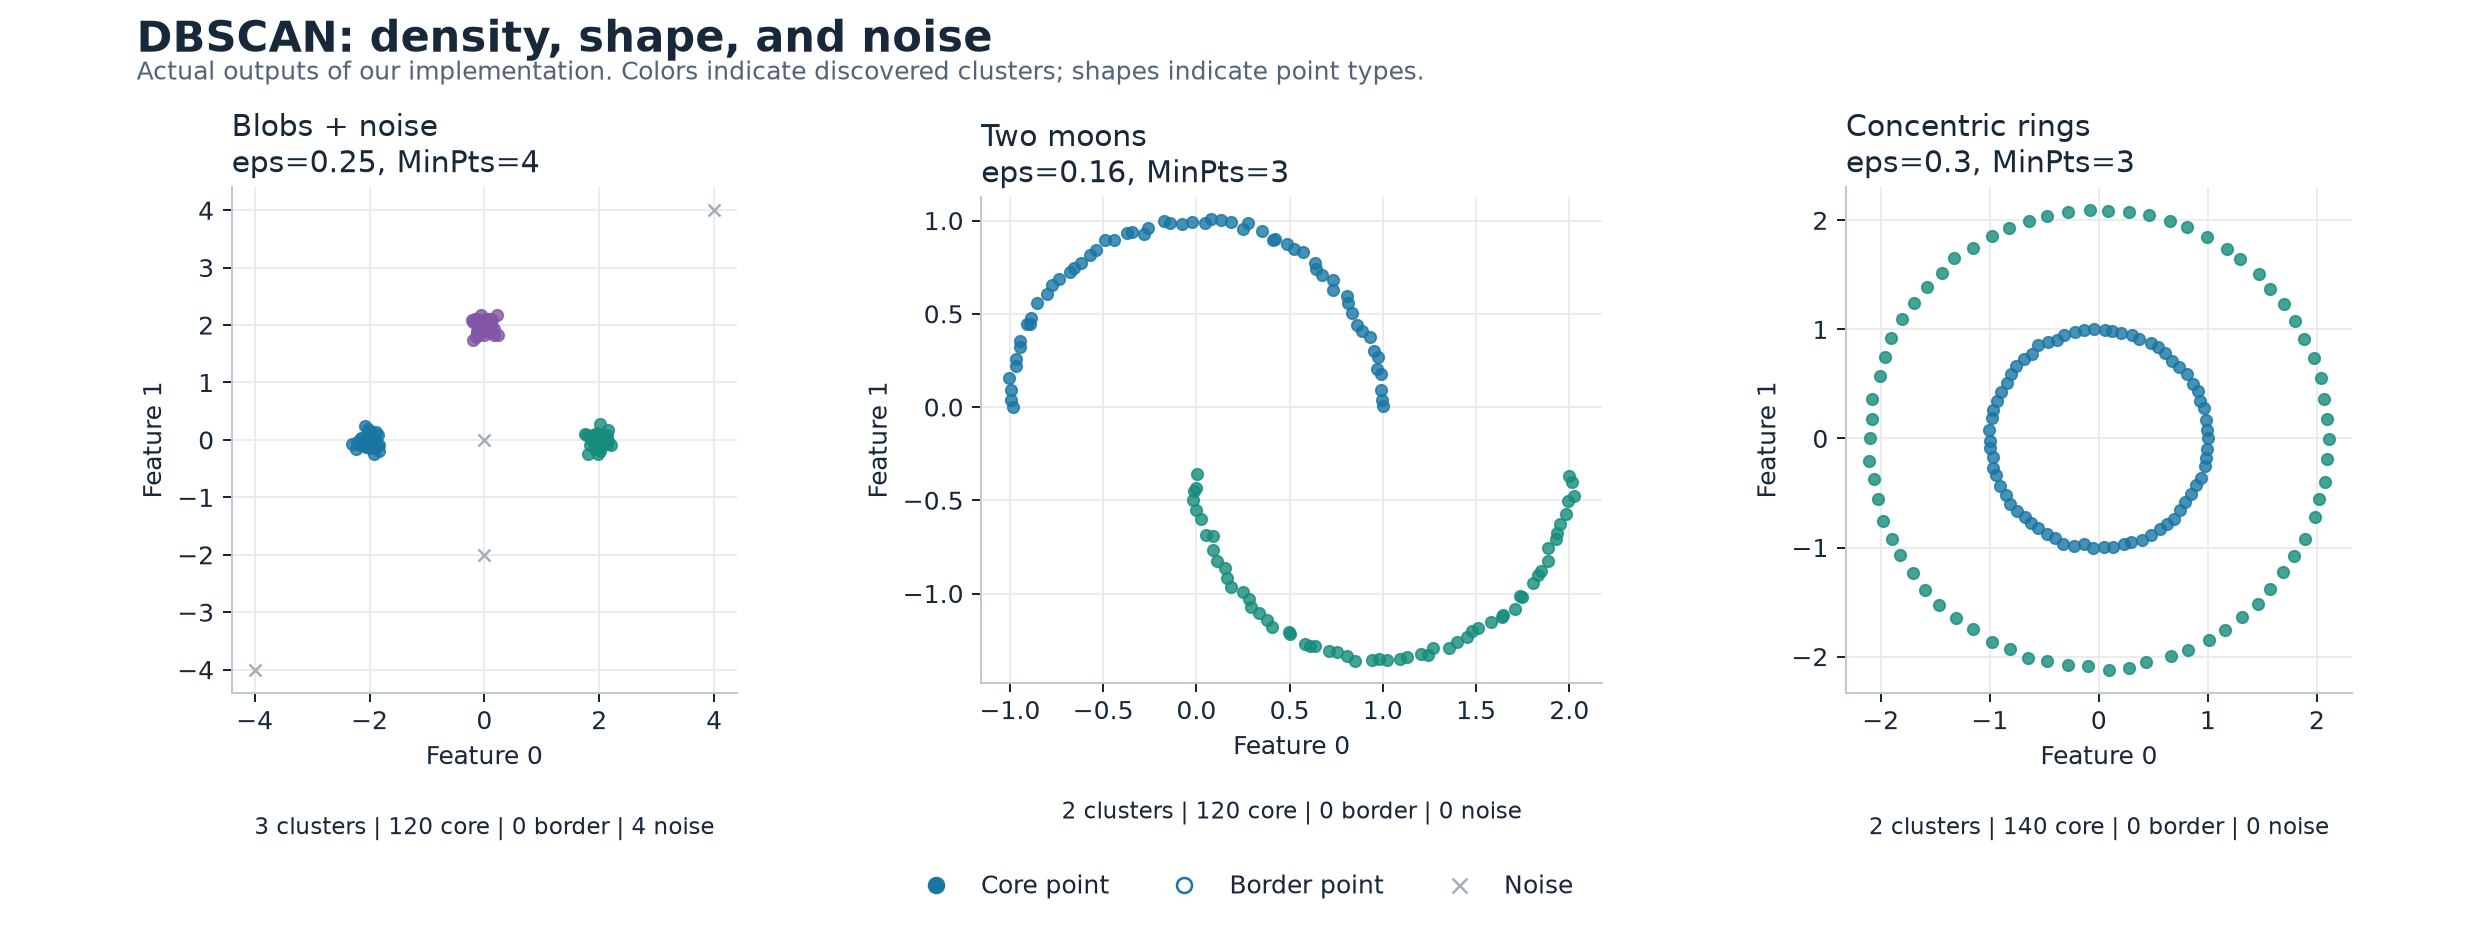 DBSCAN: density, shape, and noise
Actual outputs of our implementation. Colors indicate discovered clusters; shapes indicate point types.
Blobs + noise
eps=0.25, MinPts=4
4
3
2
1
0
−1
−2
−3
−4
Feature 1
−4 −2 0 2 4
Feature 0
3 clusters | 120 core | 0 border | 4 noise
Two moons
eps=0.16, MinPts=3
1.0
0.5
0.0
−0.5
−1.0
Feature 1
−1.0 −0.5 0.0 0.5 1.0 1.5 2.0
Feature 0
2 clusters | 120 core | 0 border | 0 noise
Concentric rings
eps=0.3, MinPts=3
2
1
0
−1
−2
Feature 1
−2 −1 0 1 2
Feature 0
2 clusters | 140 core | 0 border | 0 noise
Core point Border point Noise